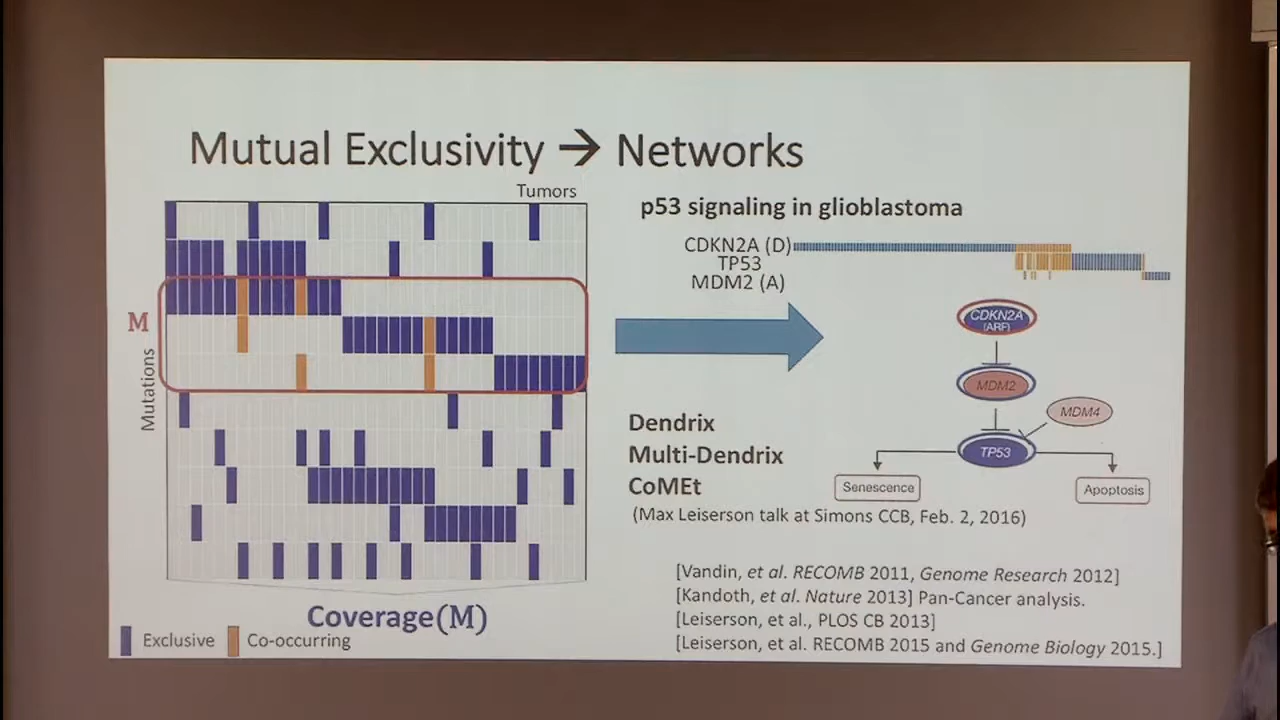 Mutual Exclusivity → Networks
Tumors
M
Mutations
Coverage(M)
Exclusive
Co-occurring
p53 signaling in glioblastoma
CDKN2A (D)
TP53
MDM2 (A)
CDKN2A
(ARF)
MDM2
MDM4
TP53
Senescence
Apoptosis
Dendrix
Multi-Dendrix
CoMEt
(Max Leiserson talk at Simons CCB, Feb. 2, 2016)
[Vandin, et al. RECOMB 2011, Genome Research 2012]
[Kandoth, et al. Nature 2013] Pan-Cancer analysis.
[Leiserson, et al., PLOS CB 2013]
[Leiserson, et al. RECOMB 2015 and Genome Biology 2015.]